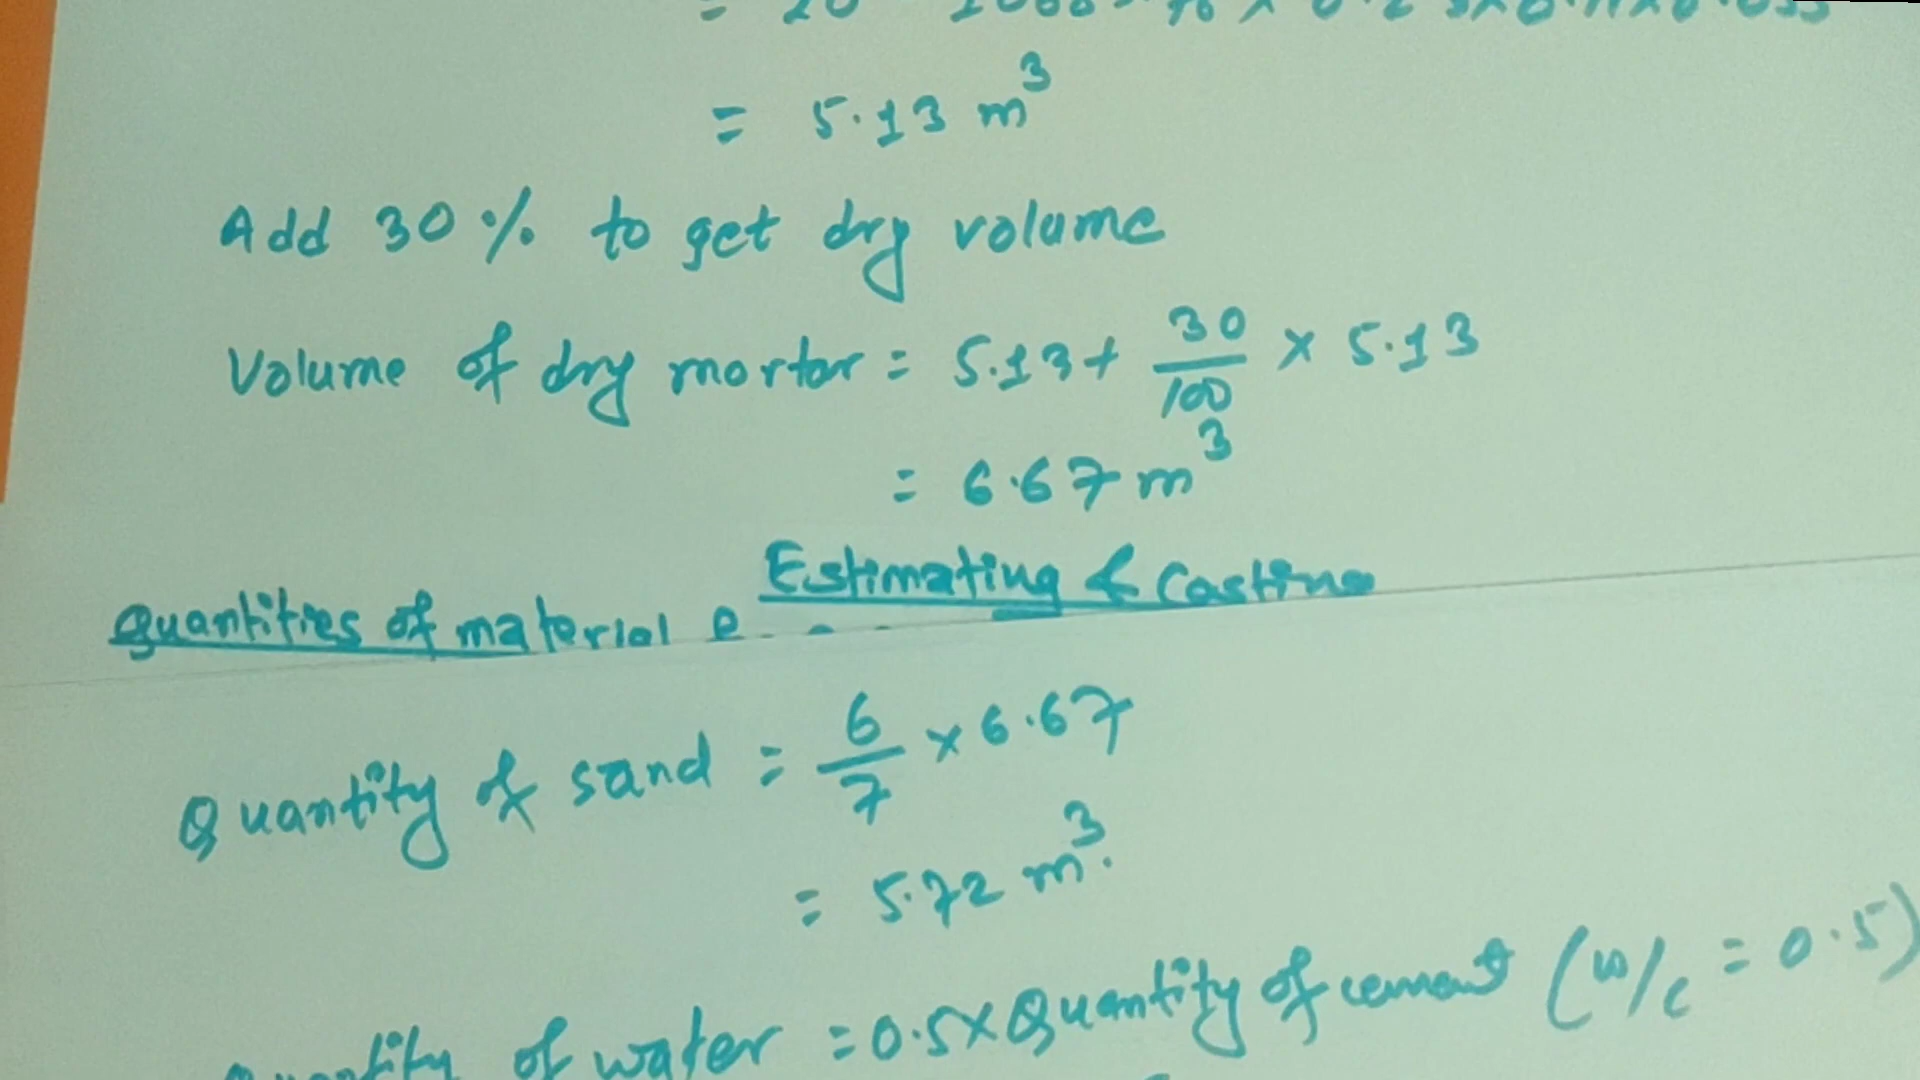 = 5.13 m³
Add 30% to get dry volume
Volume of dry mortar = 5.13 + 30/100 × 5.13
= 6.67 m³
Estimating & Costing
Quantities of material
Quantity of sand = 6/7 × 6.67
= 5.72 m³.
Quantity of water = 0.5 × Quantity of cement (w/c = 0.5)